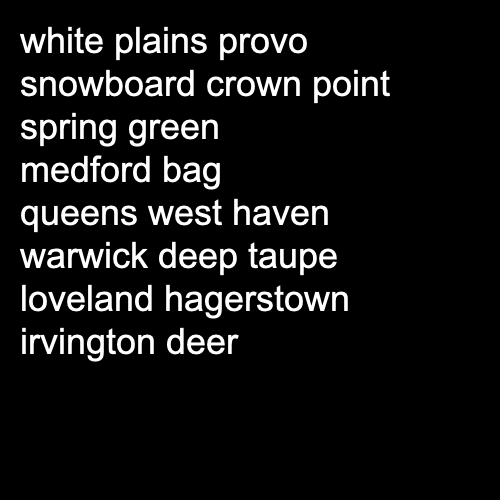 white plains provo
snowboard crown point
spring green
medford bag
queens west haven
warwick deep taupe
loveland hagerstown
irvington deer